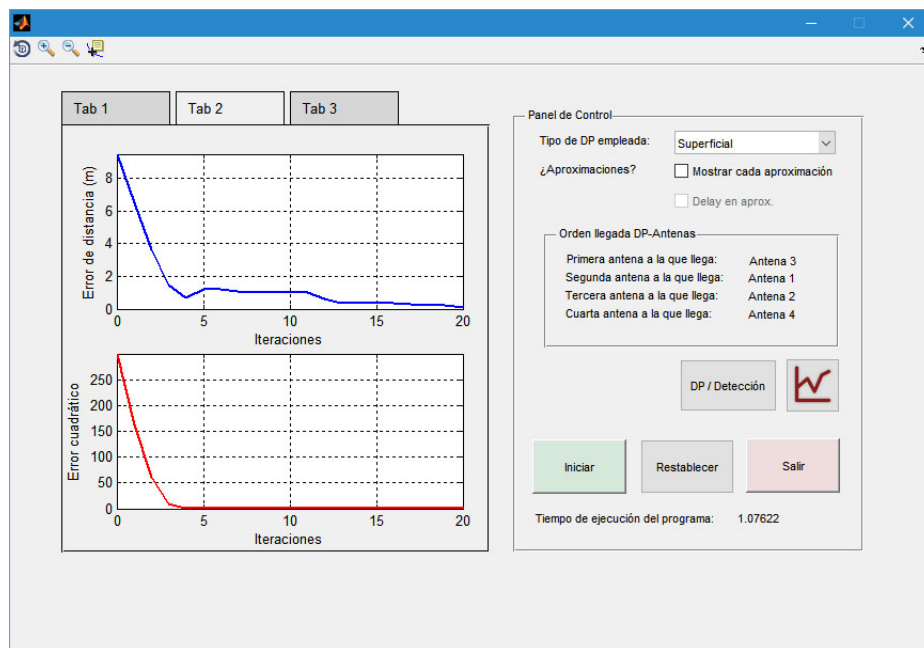 Tab 1
Tab 2
Tab 3
Error de distancia (m)
8
6
4
2
0
0 5 10 15 20
Iteraciones
Error cuadrático
250
200
150
100
50
0
0 5 10 15 20
Iteraciones
Panel de Control
Tipo de DP empleada: Superficial
¿Aproximaciones? Mostrar cada aproximación
Delay en aprox.
Orden llegada DP-Antenas
Primera antena a la que llega: Antena 3
Segunda antena a la que llega: Antena 1
Tercera antena a la que llega: Antena 2
Cuarta antena a la que llega: Antena 4
DP / Detección
Iniciar
Restablecer
Salir
Tiempo de ejecución del programa: 1.07622